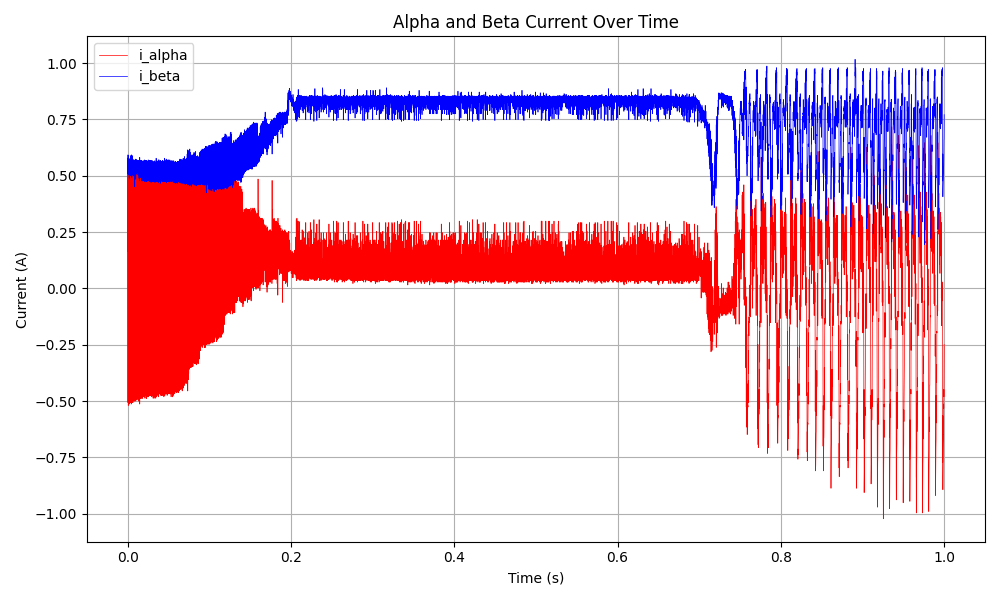 Alpha and Beta Current Over Time
i_alpha
i_beta
Current (A)
1.00
0.75
0.50
0.25
0.00
−0.25
−0.50
−0.75
−1.00
0.0 0.2 0.4 0.6 0.8 1.0
Time (s)